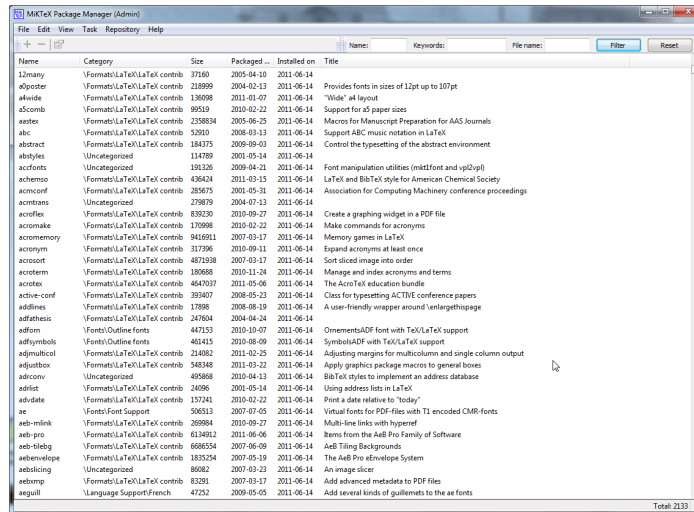 MiKTeX Package Manager (Admin)
File Edit View Task Repository Help
Name: Keywords: File name: Filter Reset
Name Category Size Packaged ... Installed on Title
12many \Formats\LaTeX\LaTeX contrib 37160 2005-04-10 2011-06-14
a0poster \Formats\LaTeX\LaTeX contrib 218999 2004-02-13 2011-06-14 Provides fonts in sizes of 12pt up to 107pt
a4wide \Formats\LaTeX\LaTeX contrib 136098 2011-01-07 2011-06-14 "Wide" a4 layout
a5comb \Formats\LaTeX\LaTeX contrib 99519 2010-02-22 2011-06-14 Support for a5 paper sizes
aastex \Formats\LaTeX\LaTeX contrib 2358834 2005-06-25 2011-06-14 Macros for Manuscript Preparation for AAS Journals
abc \Formats\LaTeX\LaTeX contrib 52910 2008-03-13 2011-06-14 Support ABC music notation in LaTeX
abstract \Formats\LaTeX\LaTeX contrib 184375 2009-09-03 2011-06-14 Control the typesetting of the abstract environment
abstyles \Uncategorized 114789 2001-05-14 2011-06-14
accfonts \Uncategorized 191326 2009-04-21 2011-06-14 Font manipulation utilities (mkt1font and vpl2vpl)
achemso \Formats\LaTeX\LaTeX contrib 436424 2011-03-15 2011-06-14 LaTeX and BibTeX style for American Chemical Society
acmconf \Formats\LaTeX\LaTeX contrib 285675 2001-05-31 2011-06-14 Association for Computing Machinery conference proceedings
acmtrans \Uncategorized 279879 2004-07-13 2011-06-14
acroflex \Formats\LaTeX\LaTeX contrib 839230 2010-09-27 2011-06-14 Create a graphing widget in a PDF file
acromake \Formats\LaTeX\LaTeX contrib 170998 2010-02-22 2011-06-14 Make commands for acronyms
acromemory \Formats\LaTeX\LaTeX contrib 9416911 2007-03-17 2011-06-14 Memory games in LaTeX
acronym \Formats\LaTeX\LaTeX contrib 317396 2010-09-11 2011-06-14 Expand acronyms at least once
acrosort \Formats\LaTeX\LaTeX contrib 4871938 2007-03-17 2011-06-14 Sort sliced image into order
acroterm \Formats\LaTeX\LaTeX contrib 180688 2010-11-24 2011-06-14 Manage and index acronyms and terms
acrotex \Formats\LaTeX\LaTeX contrib 4647037 2011-05-06 2011-06-14 The AcroTeX education bundle
active-conf \Formats\LaTeX\LaTeX contrib 393407 2008-05-23 2011-06-14 Class for typesetting ACTIVE conference papers
addlines \Formats\LaTeX\LaTeX contrib 17898 2008-08-19 2011-06-14 A user-friendly wrapper around \enlargethispage
adfathesis \Formats\LaTeX\LaTeX contrib 247604 2004-04-24 2011-06-14
adforn \Fonts\Outline fonts 447153 2010-10-07 2011-06-14 OrnementsADF font with TeX/LaTeX support
adfsymbols \Fonts\Outline fonts 461415 2010-08-09 2011-06-14 SymbolsADF with TeX/LaTeX support
adjmulticol \Formats\LaTeX\LaTeX contrib 214082 2011-02-25 2011-06-14 Adjusting margins for multicolumn and single column output
adjustbox \Formats\LaTeX\LaTeX contrib 548348 2011-03-22 2011-06-14 Apply graphics package macros to general boxes
adrconv \Uncategorized 495868 2010-04-13 2011-06-14 BibTeX styles to implement an address database
adrlist \Formats\LaTeX\LaTeX contrib 24096 2001-05-14 2011-06-14 Using address lists in LaTeX
advdate \Formats\LaTeX\LaTeX contrib 157241 2010-02-22 2011-06-14 Print a date relative to "today"
ae \Fonts\Font Support 506513 2007-07-05 2011-06-14 Virtual fonts for PDF-files with T1 encoded CMR-fonts
aeb-mlink \Formats\LaTeX\LaTeX contrib 269984 2010-09-27 2011-06-14 Multi-line links with hyperref
aeb-pro \Formats\LaTeX\LaTeX contrib 6134912 2011-06-06 2011-06-14 Items from the AeB Pro Family of Software
aeb-tilebg \Formats\LaTeX\LaTeX contrib 6686554 2007-06-09 2011-06-14 AeB Tiling Backgrounds
aebenvelope \Formats\LaTeX\LaTeX contrib 1835254 2007-05-19 2011-06-14 The AeB Pro eEnvelope System
aebslicing \Uncategorized 86082 2007-03-23 2011-06-14 An image slicer
aebxmp \Formats\LaTeX\LaTeX contrib 83291 2007-03-17 2011-06-14 Add advanced metadata to PDF files
aeguill \Language Support\French 47252 2009-05-05 2011-06-14 Add several kinds of guillemets to the ae fonts
Total: 2133